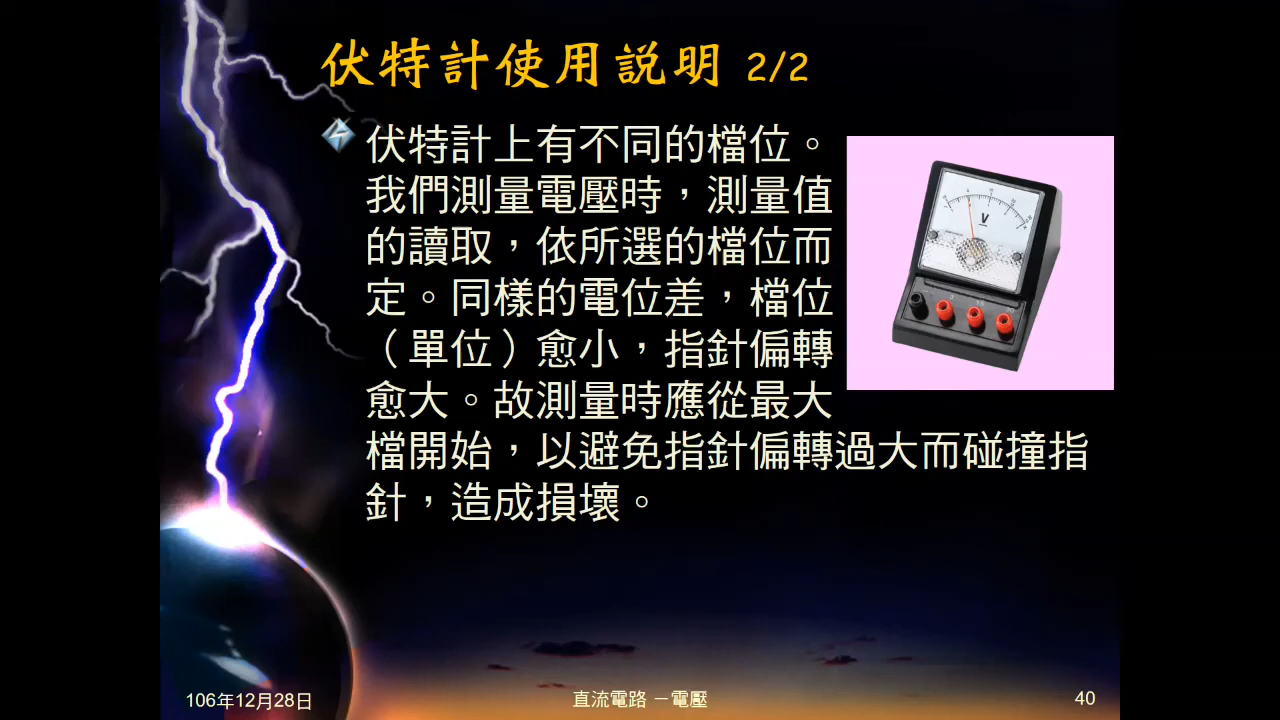 伏特計使用説明 2/2
伏特計上有不同的檔位。
我們測量電壓時，測量值
的讀取，依所選的檔位而
定。同樣的電位差，檔位
（單位）愈小，指針偏轉
愈大。故測量時應從最大
檔開始，以避免指針偏轉過大而碰撞指
針，造成損壞。
V
106年12月28日
直流電路 －電壓
40